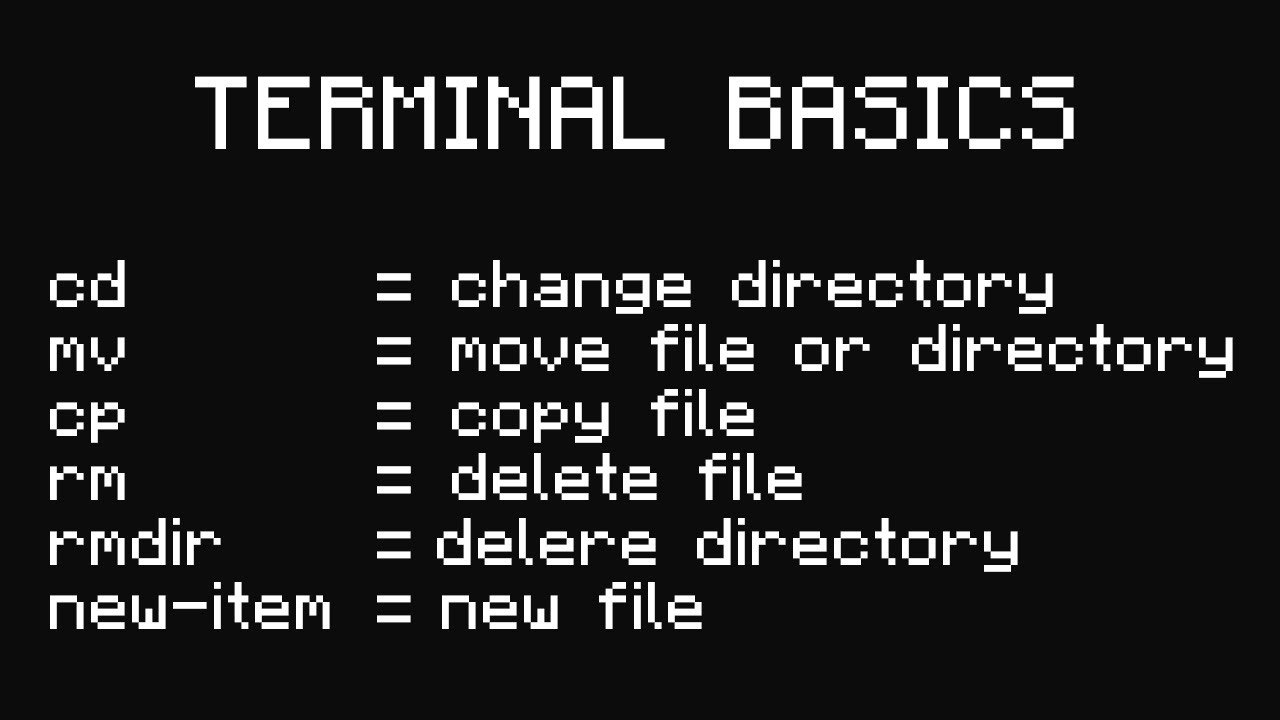 TERMINAL BASICS
cd = change directory
mv = move file or directory
cp = copy file
rm = delete file
rmdir = delere directory
new-item = new file